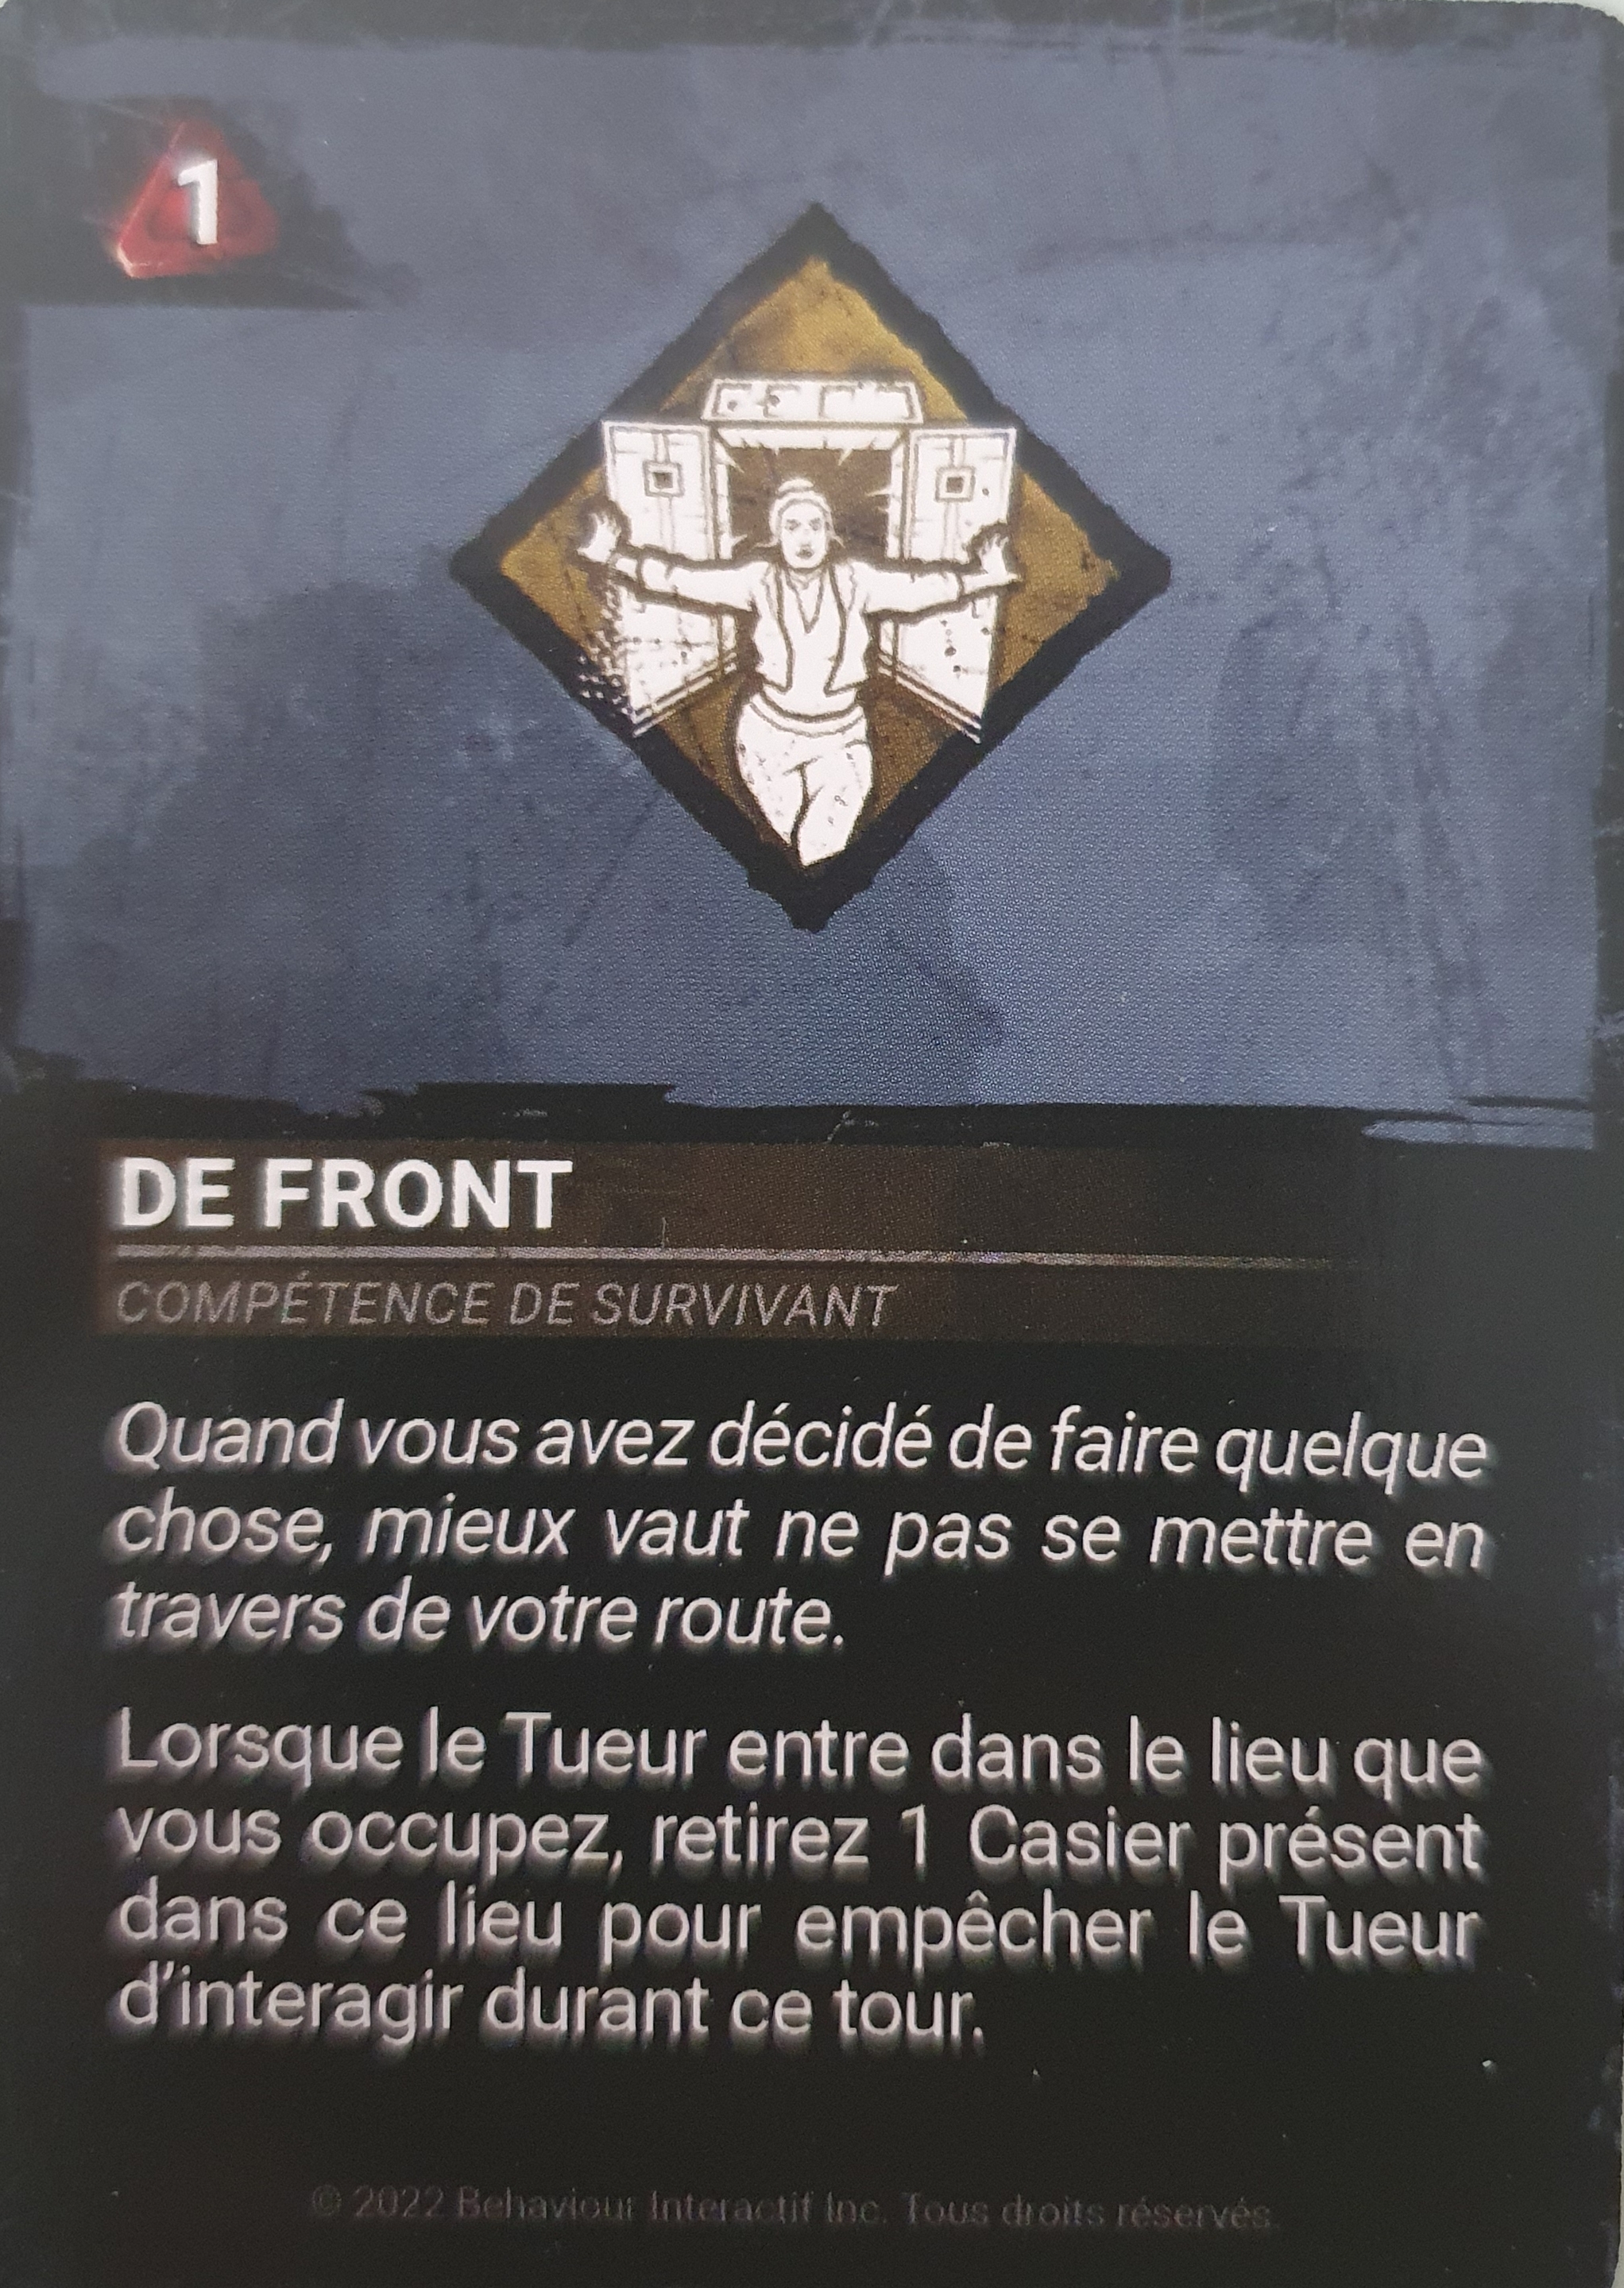 1
DE FRONT
COMPÉTENCE DE SURVIVANT
Quand vous avez décidé de faire quelque
chose, mieux vaut ne pas se mettre en
travers de votre route.
Lorsque le Tueur entre dans le lieu que
vous occupez, retirez 1 Casier présent
dans ce lieu pour empêcher le Tueur
d'interagir durant ce tour.
© 2022 Behaviour Interactif Inc. Tous droits réservés.